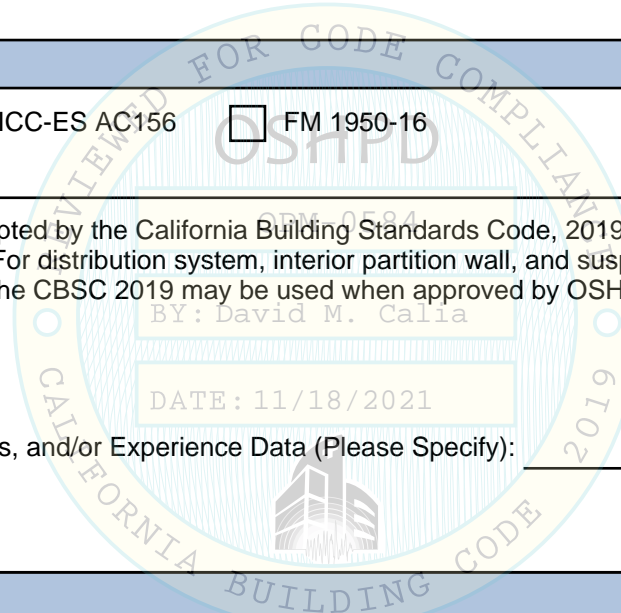 REVIEWED FOR CODE COMPLIANCE
ICC-ES AC156 FM 1950-16
OSHPD
OPM-0584
pted by the California Building Standards Code, 2019
For distribution system, interior partition wall, and sus
he CBSC 2019 may be used when approved by OSH
BY: David M. Calia
DATE: 11/18/2021
s, and/or Experience Data (Please Specify):
CALIFORNIA BUILDING CODE 2019